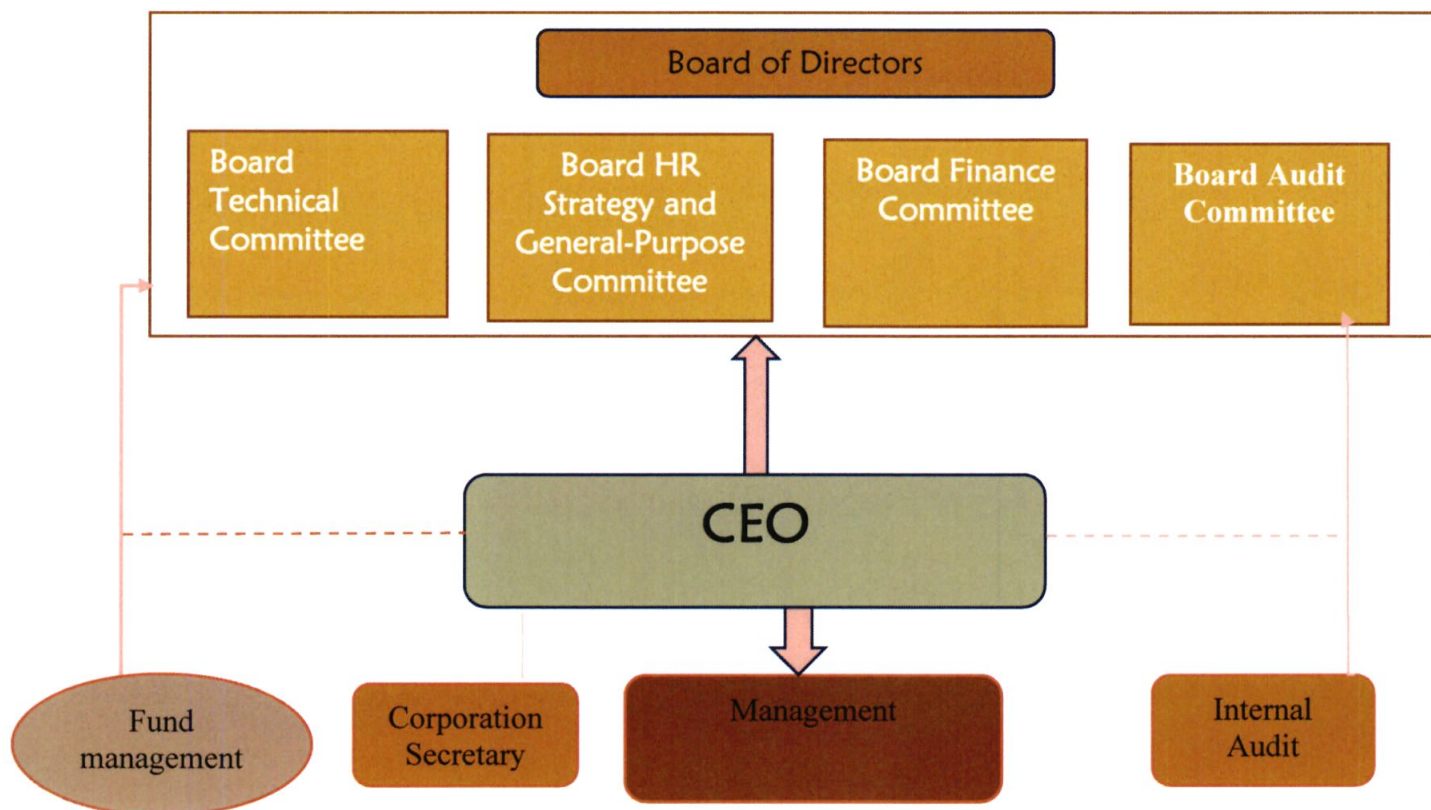 Board of Directors
Board
Technical
Committee
Board HR
Strategy and
General-Purpose
Committee
Board Finance
Committee
Board Audit
Committee
CEO
Fund
management
Corporation
Secretary
Management
Internal
Audit